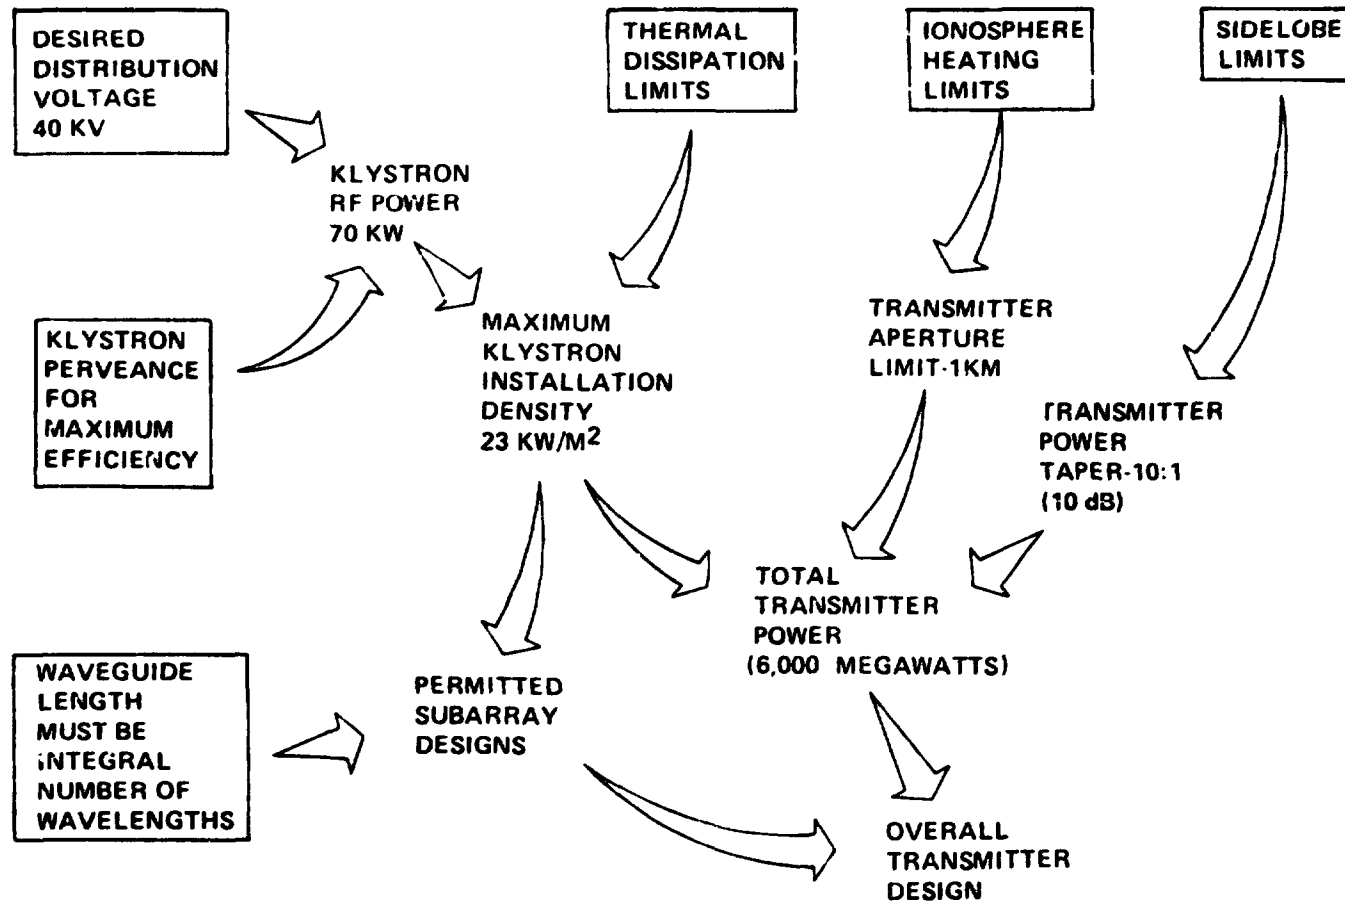 DESIRED
DISTRIBUTION
VOLTAGE
40 KV
THERMAL
DISSIPATION
LIMITS
IONOSPHERE
HEATING
LIMITS
SIDELOBE
LIMITS
KLYSTRON
RF POWER
70 KW
KLYSTRON
PERVEANCE
FOR
MAXIMUM
EFFICIENCY
MAXIMUM
KLYSTRON
INSTALLATION
DENSITY
23 KW/M²
TRANSMITTER
APERTURE
LIMIT-1KM
TRANSMITTER
POWER
TAPER-10:1
(10 dB)
TOTAL
TRANSMITTER
POWER
(6,000 MEGAWATTS)
WAVEGUIDE
LENGTH
MUST BE
INTEGRAL
NUMBER OF
WAVELENGTHS
PERMITTED
SUBARRAY
DESIGNS
OVERALL
TRANSMITTER
DESIGN